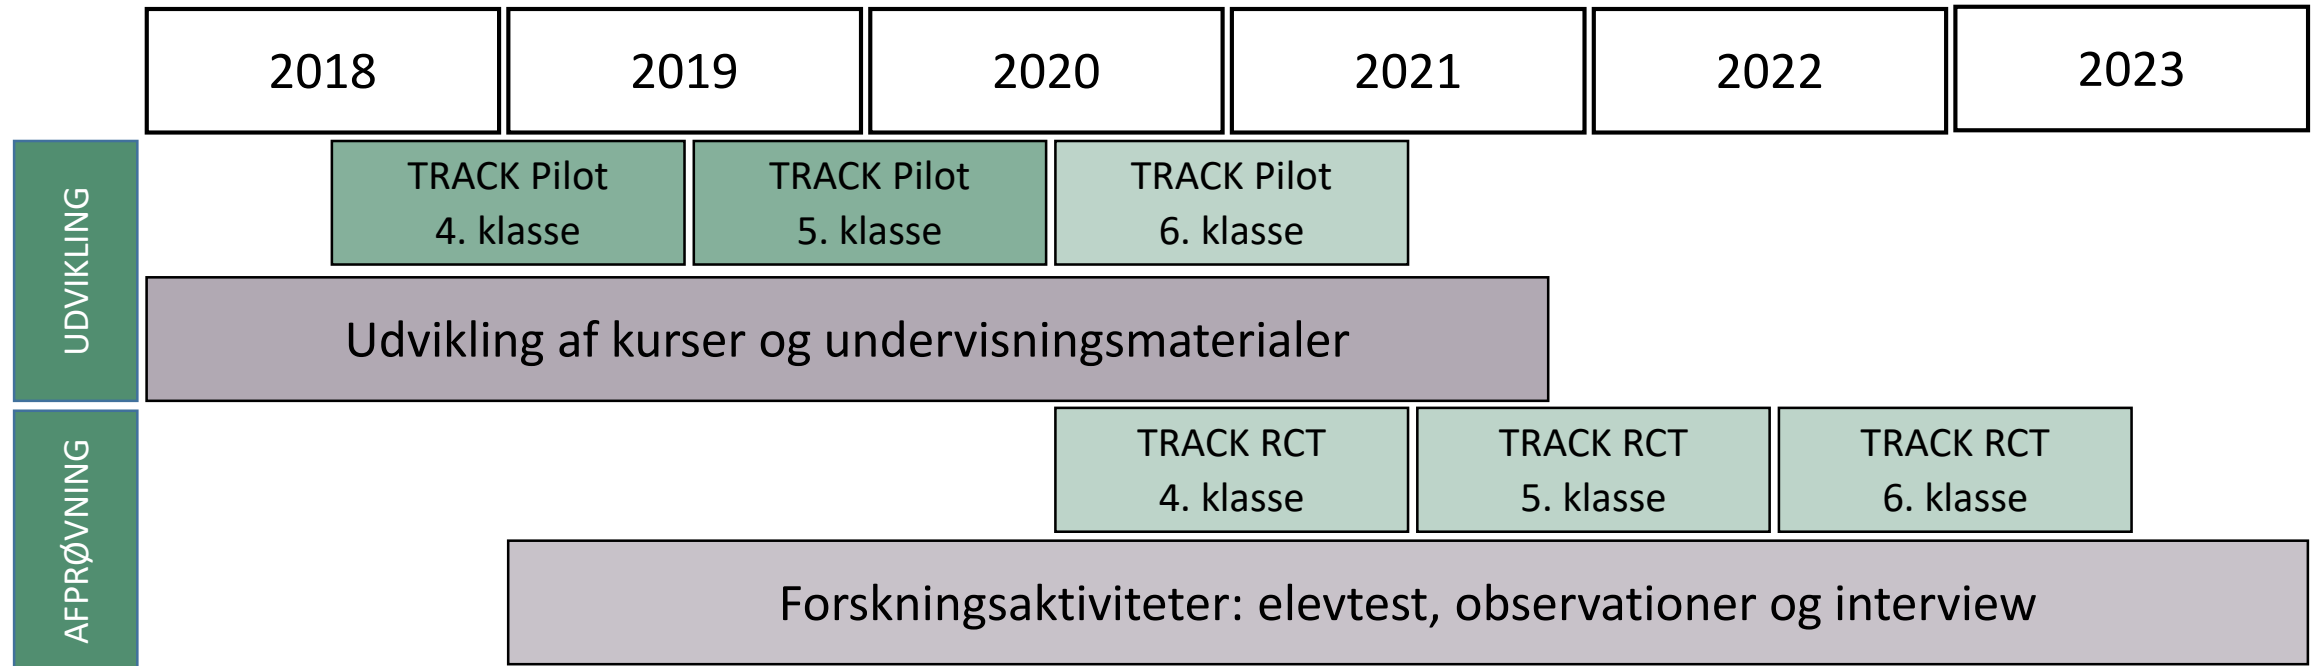 2018
2019
2020
2021
2022
2023
UDVIKLING
TRACK Pilot
4. klasse
TRACK Pilot
5. klasse
TRACK Pilot
6. klasse
Udvikling af kurser og undervisningsmaterialer
AFPRØVNING
TRACK RCT
4. klasse
TRACK RCT
5. klasse
TRACK RCT
6. klasse
Forskningsaktiviteter: elevtest, observationer og interview